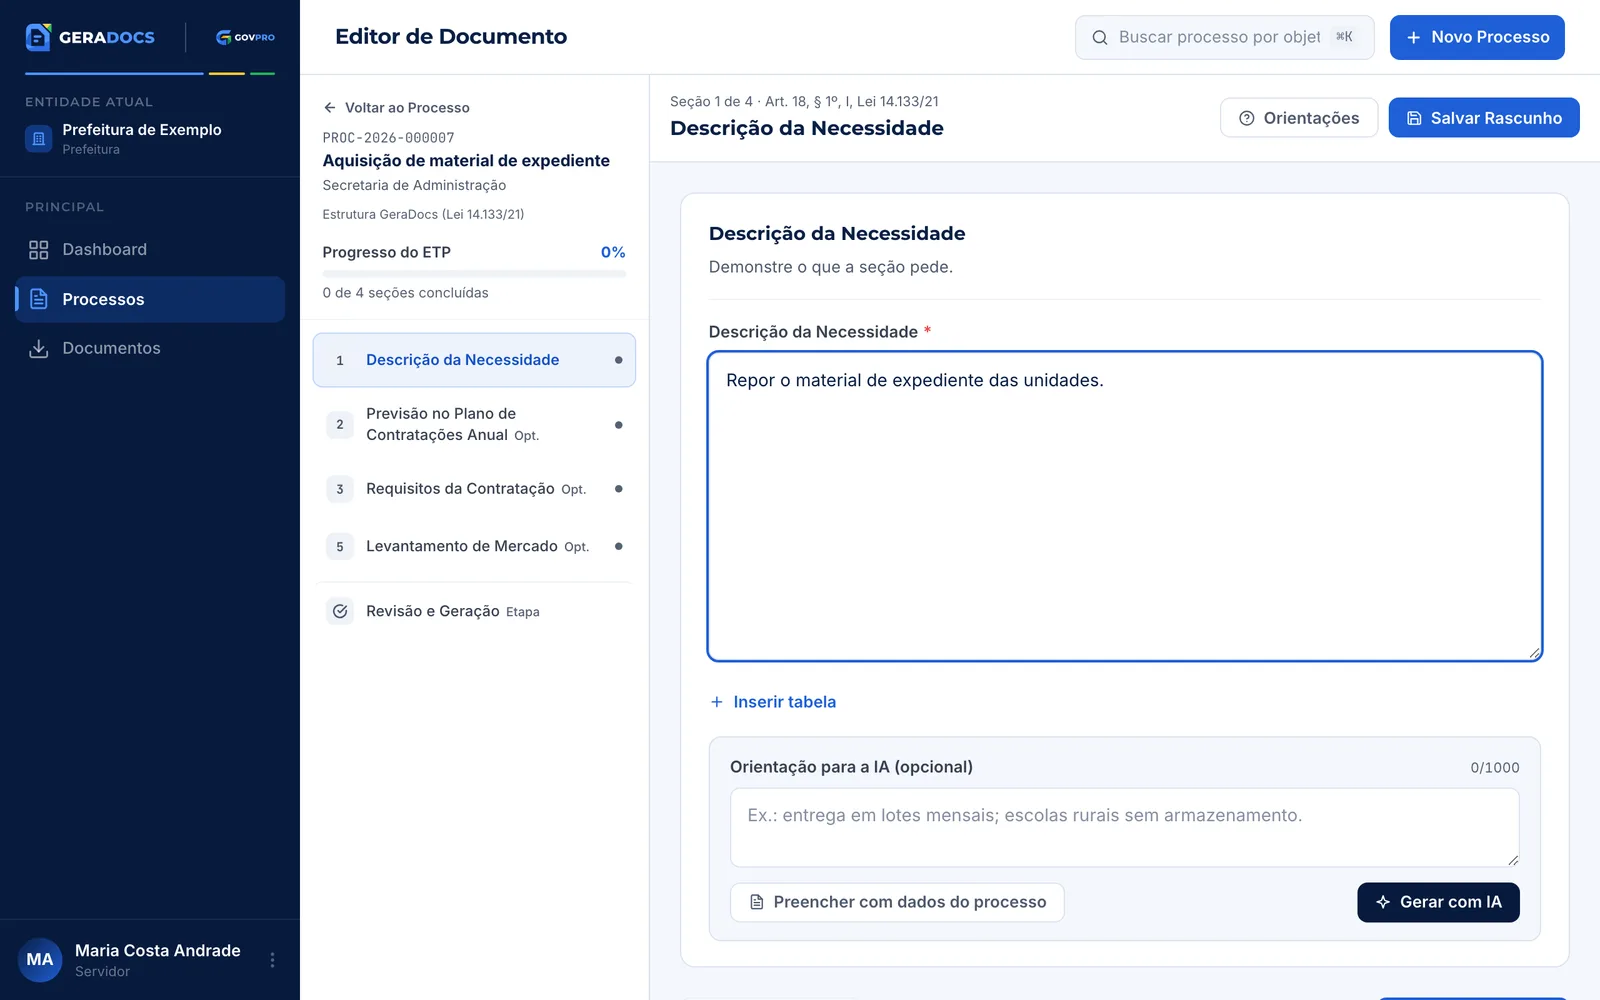 GERADOCS
GOVPRO
ENTIDADE ATUAL
Prefeitura de Exemplo
Prefeitura
PRINCIPAL
Dashboard
Processos
Documentos
MA
Maria Costa Andrade
Servidor
Editor de Documento
Buscar processo por objet
⌘K
+ Novo Processo
← Voltar ao Processo
PROC-2026-000007
Aquisição de material de expediente
Secretaria de Administração
Estrutura GeraDocs (Lei 14.133/21)
Progresso do ETP 0%
0 de 4 seções concluídas
1 Descrição da Necessidade
2 Previsão no Plano de
Contratações Anual Opt.
3 Requisitos da Contratação Opt.
5 Levantamento de Mercado Opt.
Revisão e Geração Etapa
Seção 1 de 4 · Art. 18, § 1º, I, Lei 14.133/21
Descrição da Necessidade
Orientações
Salvar Rascunho
Descrição da Necessidade
Demonstre o que a seção pede.
Descrição da Necessidade *
Repor o material de expediente das unidades.
+ Inserir tabela
Orientação para a IA (opcional) 0/1000
Ex.: entrega em lotes mensais; escolas rurais sem armazenamento.
Preencher com dados do processo
Gerar com IA